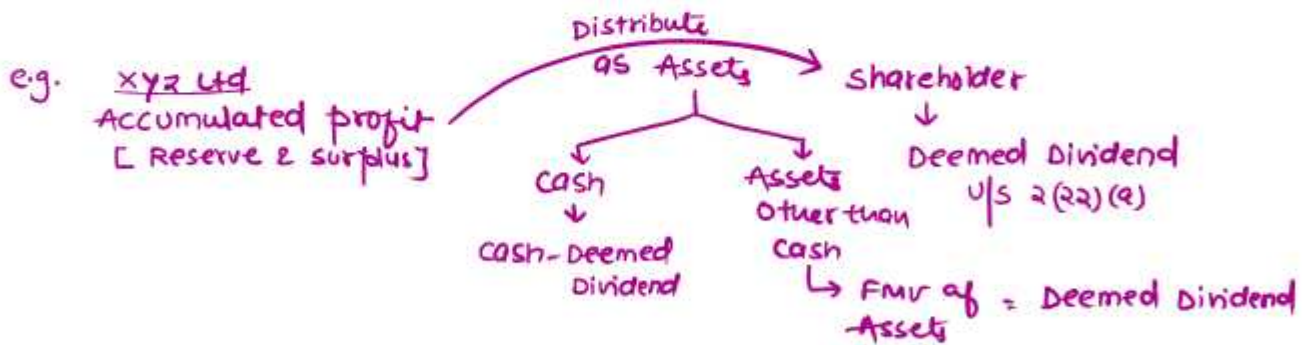 Distribute
as Assets
e.g. XYZ Ltd
Accumulated profit
[ Reserve & surplus]
Shareholder
Deemed Dividend
U/S 2(22)(a)
Cash
Cash-Deemed
Dividend
Assets
Other than
Cash
FMV of = Deemed Dividend
Assets